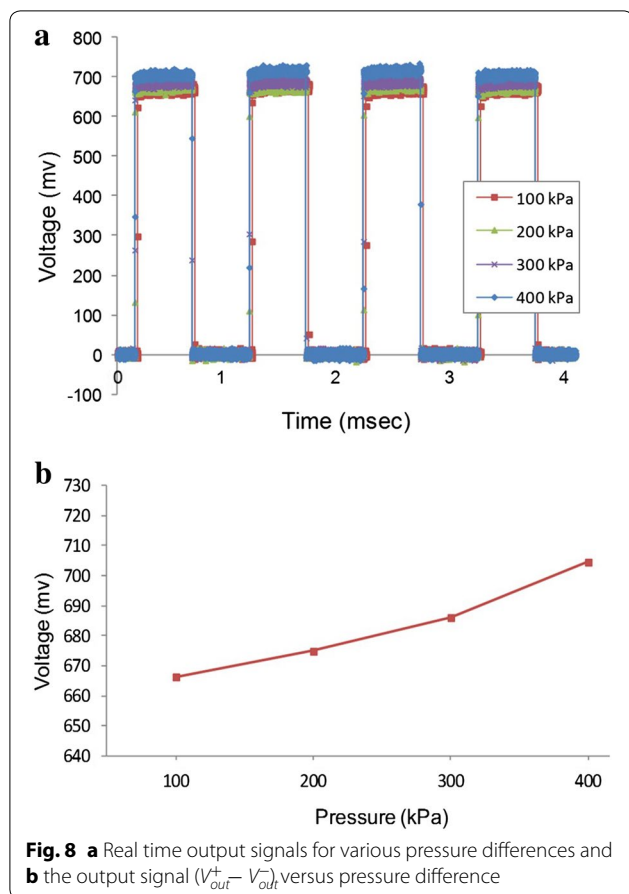 a
800
700
600
500
400
300
200
100
0
-100
Voltage (mv)
100 kPa
200 kPa
300 kPa
400 kPa
0 1 2 3 4
Time (msec)
b
730
720
710
700
690
680
670
660
650
640
Voltage (mv)
100 200 300 400
Pressure (kPa)
Fig. 8 a Real time output signals for various pressure differences and
b the output signal (V⁺out − V⁻out) versus pressure difference